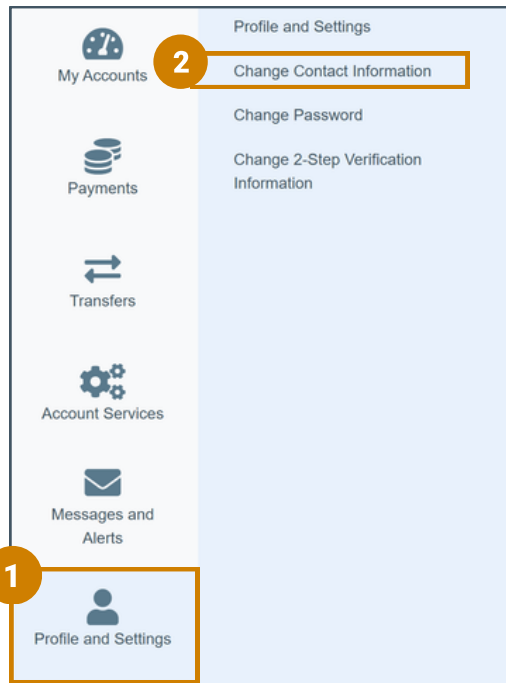 My Accounts
Payments
Transfers
Account Services
Messages and
Alerts
1
Profile and Settings
Profile and Settings
2
Change Contact Information
Change Password
Change 2-Step Verification
Information